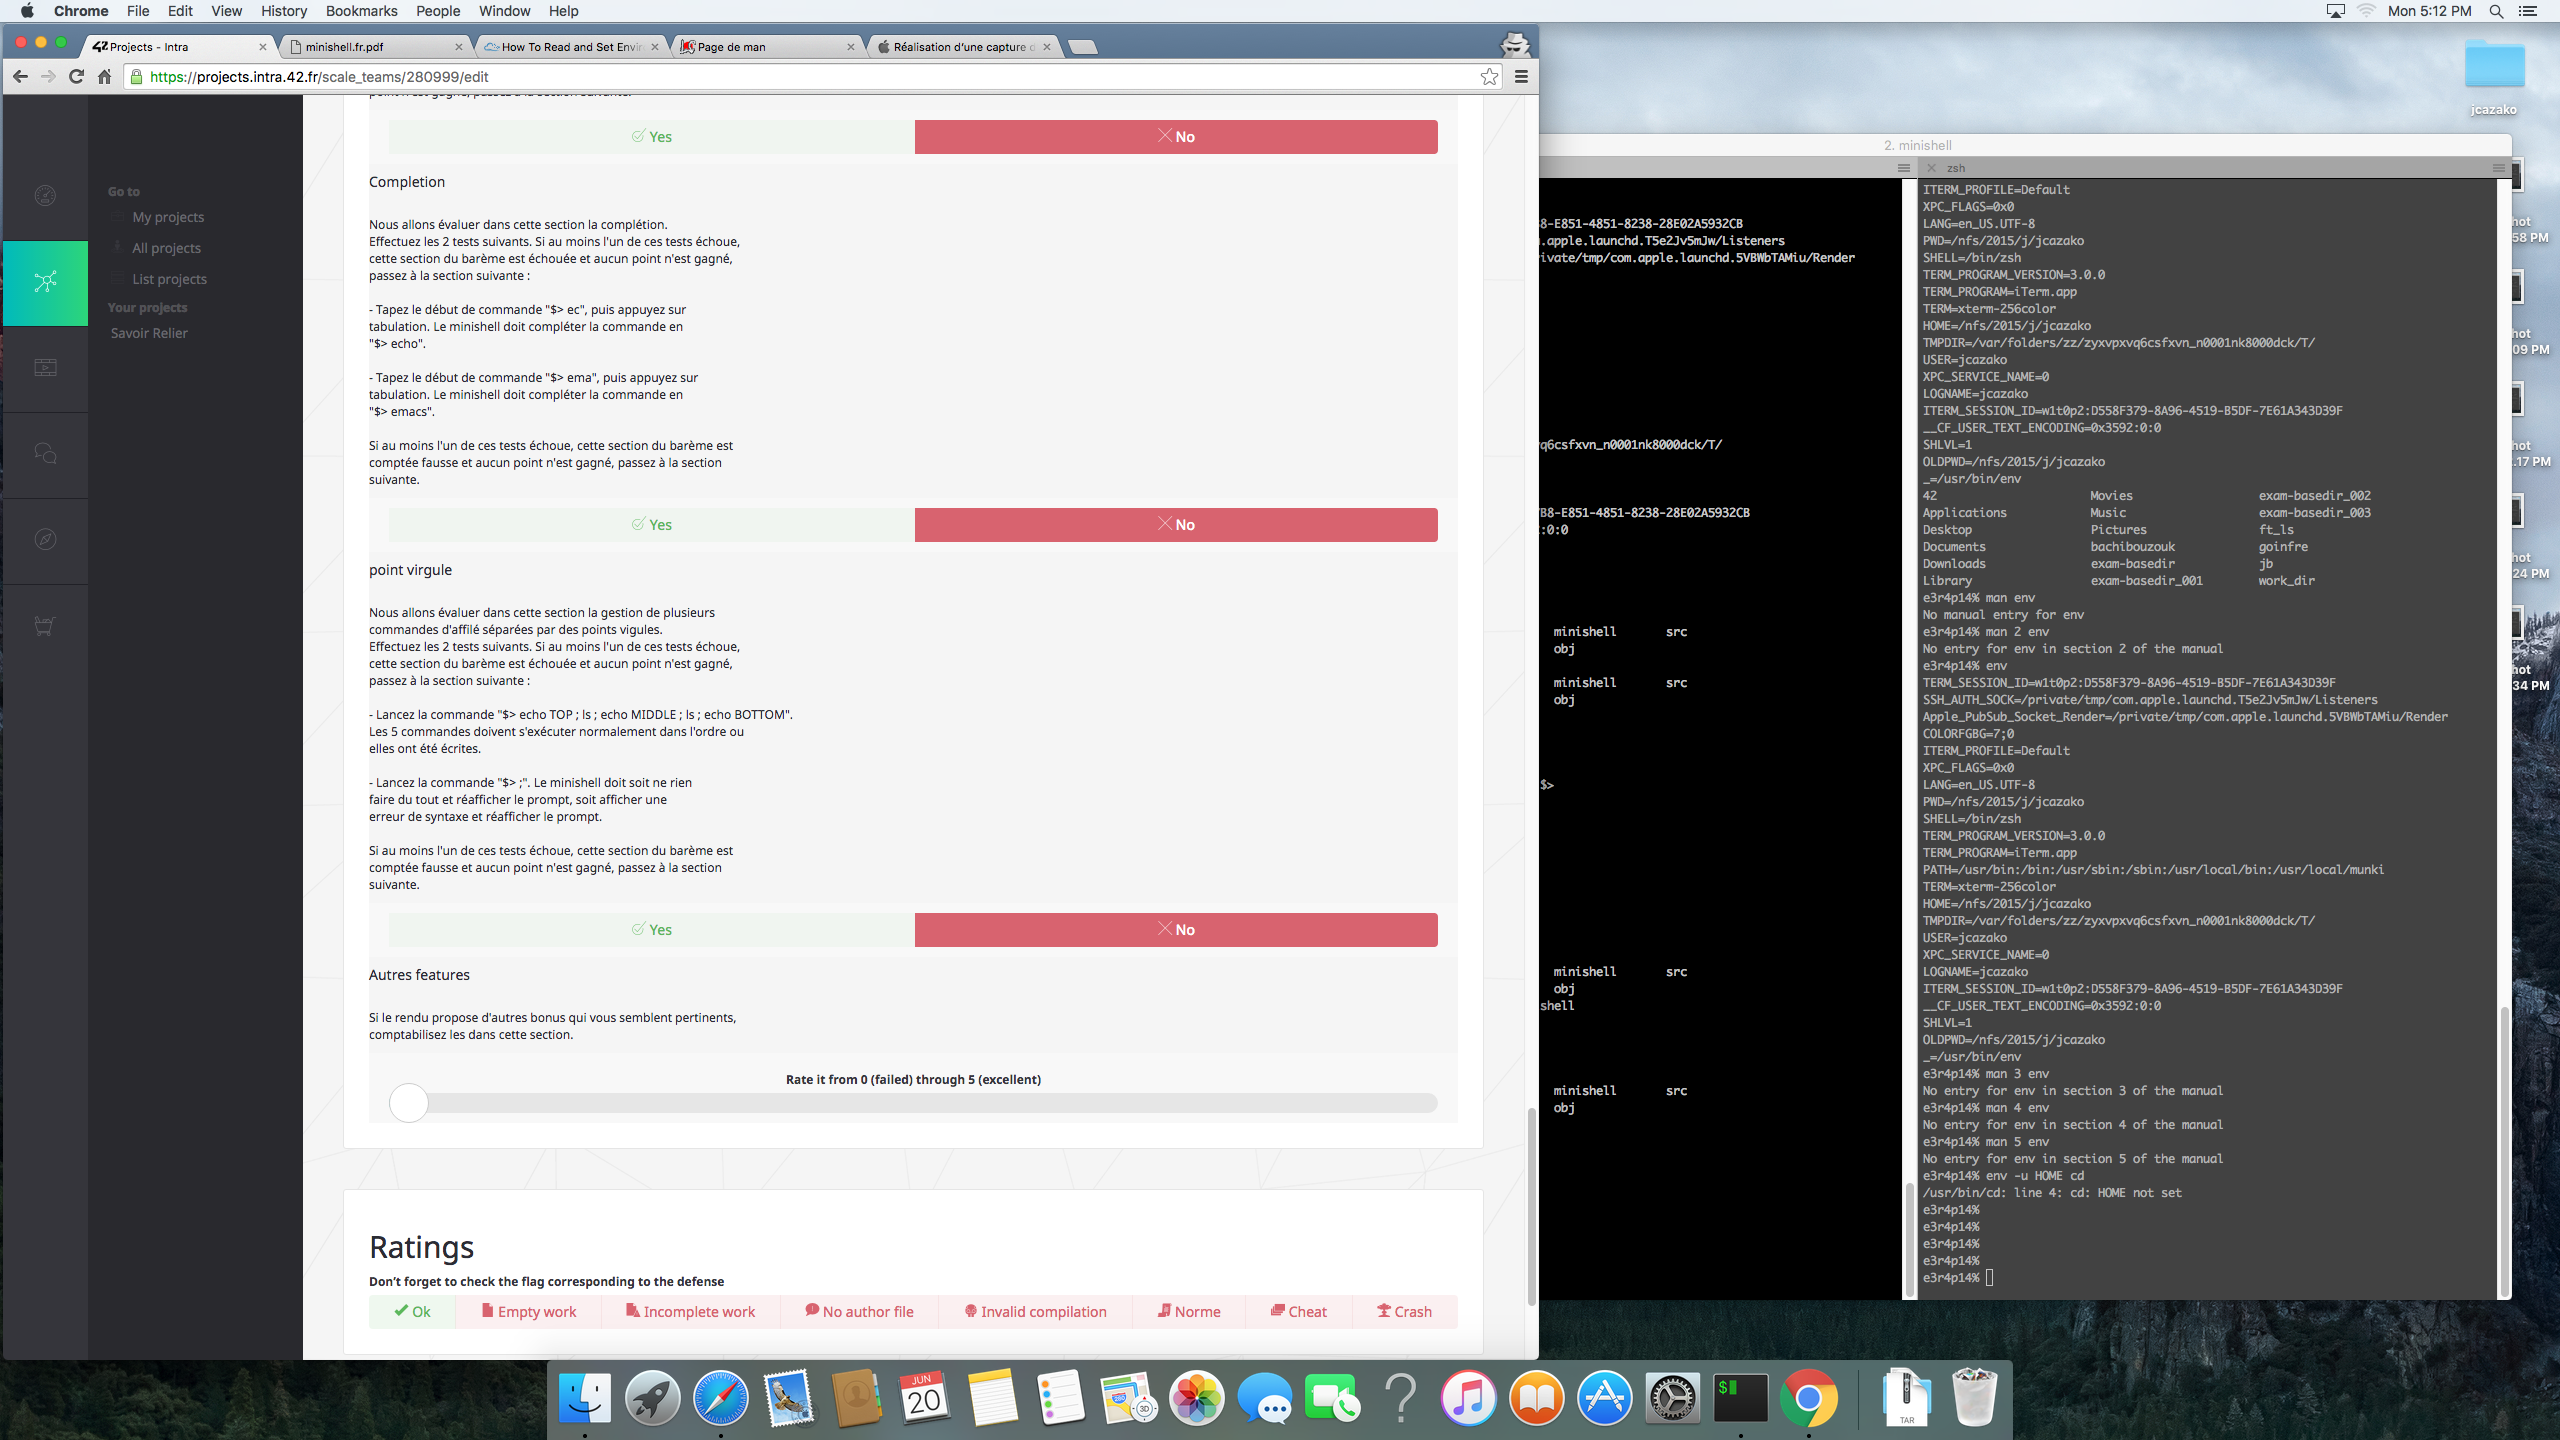 Chrome File Edit View History Bookmarks People Window Help
Mon 5:12 PM
42 Projects - Intra
minishell.fr.pdf
How To Read and Set Envir
Page de man
Réalisation d'une capture d
https://projects.intra.42.fr/scale_teams/280999/edit
Go to
My projects
All projects
List projects
Your projects
Savoir Relier
Yes
No
Completion
Nous allons évaluer dans cette section la complétion.
Effectuez les 2 tests suivants. Si au moins l'un de ces tests échoue,
cette section du barème est échouée et aucun point n'est gagné,
passez à la section suivante :
- Tapez le début de commande "$> ec", puis appuyez sur
tabulation. Le minishell doit compléter la commande en
"$> echo".
- Tapez le début de commande "$> ema", puis appuyez sur
tabulation. Le minishell doit compléter la commande en
"$> emacs".
Si au moins l'un de ces tests échoue, cette section du barème est
comptée fausse et aucun point n'est gagné, passez à la section
suivante.
Yes
No
point virgule
Nous allons évaluer dans cette section la gestion de plusieurs
commandes d'affilé séparées par des points vigules.
Effectuez les 2 tests suivants. Si au moins l'un de ces tests échoue,
cette section du barème est échouée et aucun point n'est gagné,
passez à la section suivante :
- Lancez la commande "$> echo TOP ; ls ; echo MIDDLE ; ls ; echo BOTTOM".
Les 5 commandes doivent s'exécuter normalement dans l'ordre ou
elles ont été écrites.
- Lancez la commande "$> ;". Le minishell doit soit ne rien
faire du tout et réafficher le prompt, soit afficher une
erreur de syntaxe et réafficher le prompt.
Si au moins l'un de ces tests échoue, cette section du barème est
comptée fausse et aucun point n'est gagné, passez à la section
suivante.
Yes
No
Autres features
Si le rendu propose d'autres bonus qui vous semblent pertinents,
comptabilisez les dans cette section.
Rate it from 0 (failed) through 5 (excellent)
Ratings
Don't forget to check the flag corresponding to the defense
Ok
Empty work
Incomplete work
No author file
Invalid compilation
Norme
Cheat
Crash
2. minishell
8-E851-4851-8238-28E02A5932CB
.apple.launchd.T5e2Jv5mJw/Listeners
ivate/tmp/com.apple.launchd.5VBWbTAMiu/Render
q6csfxvn_n0001nk8000dck/T/
B8-E851-4851-8238-28E02A5932CB
:0:0
minishell src
obj
minishell src
obj
$>
minishell src
obj
shell
minishell src
obj
zsh
ITERM_PROFILE=Default
XPC_FLAGS=0x0
LANG=en_US.UTF-8
PWD=/nfs/2015/j/jcazako
SHELL=/bin/zsh
TERM_PROGRAM_VERSION=3.0.0
TERM_PROGRAM=iTerm.app
TERM=xterm-256color
HOME=/nfs/2015/j/jcazako
TMPDIR=/var/folders/zz/zyxvpxvq6csfxvn_n0001nk8000dck/T/
USER=jcazako
XPC_SERVICE_NAME=0
LOGNAME=jcazako
ITERM_SESSION_ID=w1t0p2:D558F379-8A96-4519-B5DF-7E61A343D39F
__CF_USER_TEXT_ENCODING=0x3592:0:0
SHLVL=1
OLDPWD=/nfs/2015/j/jcazako
_=/usr/bin/env
42 Movies exam-basedir_002
Applications Music exam-basedir_003
Desktop Pictures ft_ls
Documents bachibouzouk goinfre
Downloads exam-basedir jb
Library exam-basedir_001 work_dir
e3r4p14% man env
No manual entry for env
e3r4p14% man 2 env
No entry for env in section 2 of the manual
e3r4p14% env
TERM_SESSION_ID=w1t0p2:D558F379-8A96-4519-B5DF-7E61A343D39F
SSH_AUTH_SOCK=/private/tmp/com.apple.launchd.T5e2Jv5mJw/Listeners
Apple_PubSub_Socket_Render=/private/tmp/com.apple.launchd.5VBWbTAMiu/Render
COLORFGBG=7;0
ITERM_PROFILE=Default
XPC_FLAGS=0x0
LANG=en_US.UTF-8
PWD=/nfs/2015/j/jcazako
SHELL=/bin/zsh
TERM_PROGRAM_VERSION=3.0.0
TERM_PROGRAM=iTerm.app
PATH=/usr/bin:/bin:/usr/sbin:/sbin:/usr/local/bin:/usr/local/munki
TERM=xterm-256color
HOME=/nfs/2015/j/jcazako
TMPDIR=/var/folders/zz/zyxvpxvq6csfxvn_n0001nk8000dck/T/
USER=jcazako
XPC_SERVICE_NAME=0
LOGNAME=jcazako
ITERM_SESSION_ID=w1t0p2:D558F379-8A96-4519-B5DF-7E61A343D39F
__CF_USER_TEXT_ENCODING=0x3592:0:0
SHLVL=1
OLDPWD=/nfs/2015/j/jcazako
_=/usr/bin/env
e3r4p14% man 3 env
No entry for env in section 3 of the manual
e3r4p14% man 4 env
No entry for env in section 4 of the manual
e3r4p14% man 5 env
No entry for env in section 5 of the manual
e3r4p14% env -u HOME cd
/usr/bin/cd: line 4: cd: HOME not set
e3r4p14%
e3r4p14%
e3r4p14%
e3r4p14%
e3r4p14%
jcazako
hot
58 PM
hot
09 PM
hot
.17 PM
hot
24 PM
hot
34 PM
JUN
20
3D
$
TAR